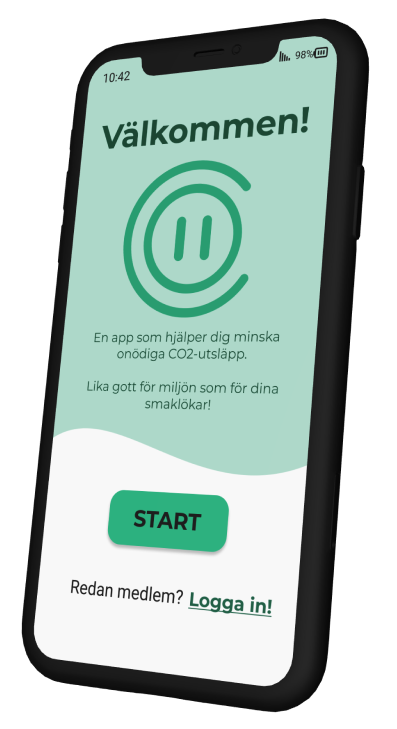 10:42
98%
Välkommen!
En app som hjälper dig minska
onödiga CO2-utsläpp.
Lika gott för miljön som för dina
smaklökar!
START
Redan medlem? Logga in!